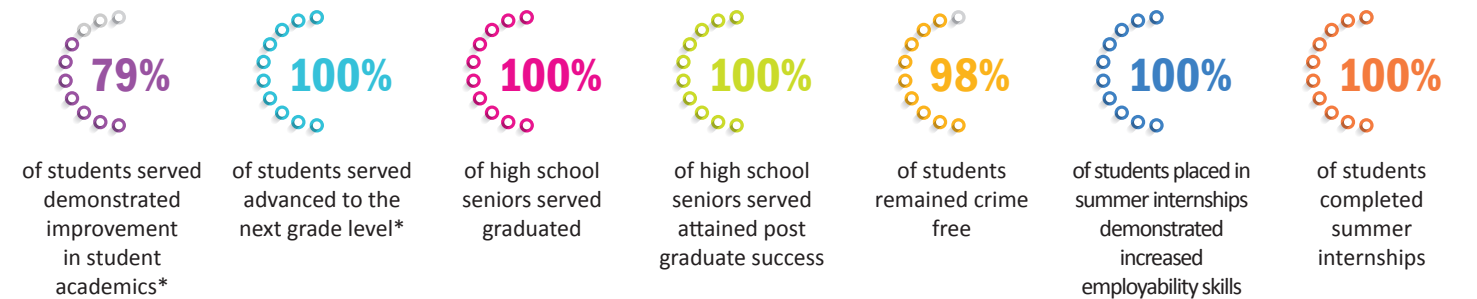 79%
of students served
demonstrated
improvement
in student
academics*
100%
of students served
advanced to the
next grade level*
100%
of high school
seniors served
graduated
100%
of high school
seniors served
attained post
graduate success
98%
of students
remained crime
free
100%
of students placed in
summer internships
demonstrated
increased
employability skills
100%
of students
completed
summer
internships